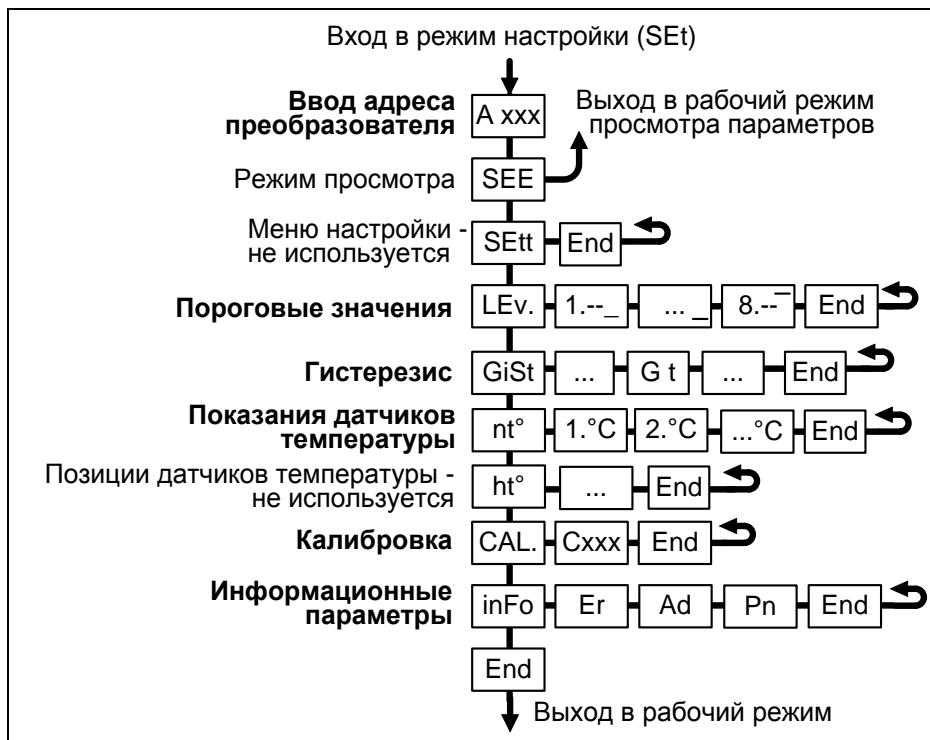 Вход в режим настройки (SEt)
Ввод адреса
преобразователя
A xxx
Выход в рабочий режим
просмотра параметров
Режим просмотра
SEE
Меню настройки -
не используется
SEtt End
Пороговые значения
LEv. 1.--_ ... _ 8.--¯ End
Гистерезис
GiSt ... G t ... End
Показания датчиков
температуры
nt° 1.°C 2.°C ...°C End
Позиции датчиков температуры -
не используется
ht° ... End
Калибровка
CAL. Cxxx End
Информационные
параметры
inFo Er Ad Pn End
End
Выход в рабочий режим